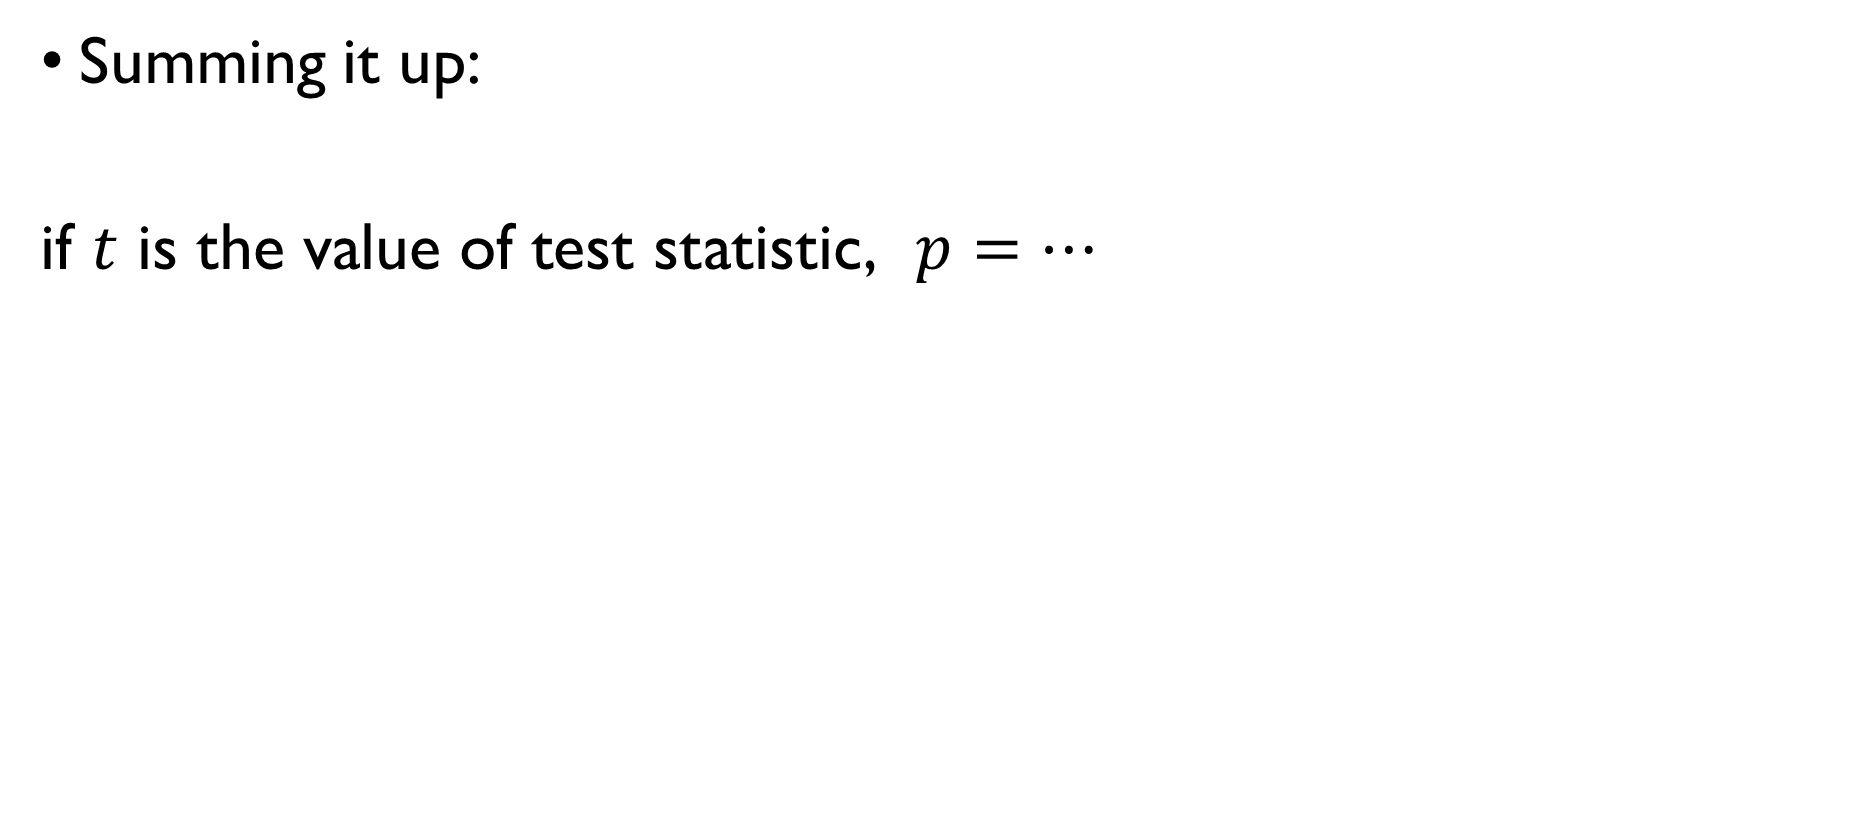 • Summing it up:
if t is the value of test statistic, p = ⋯